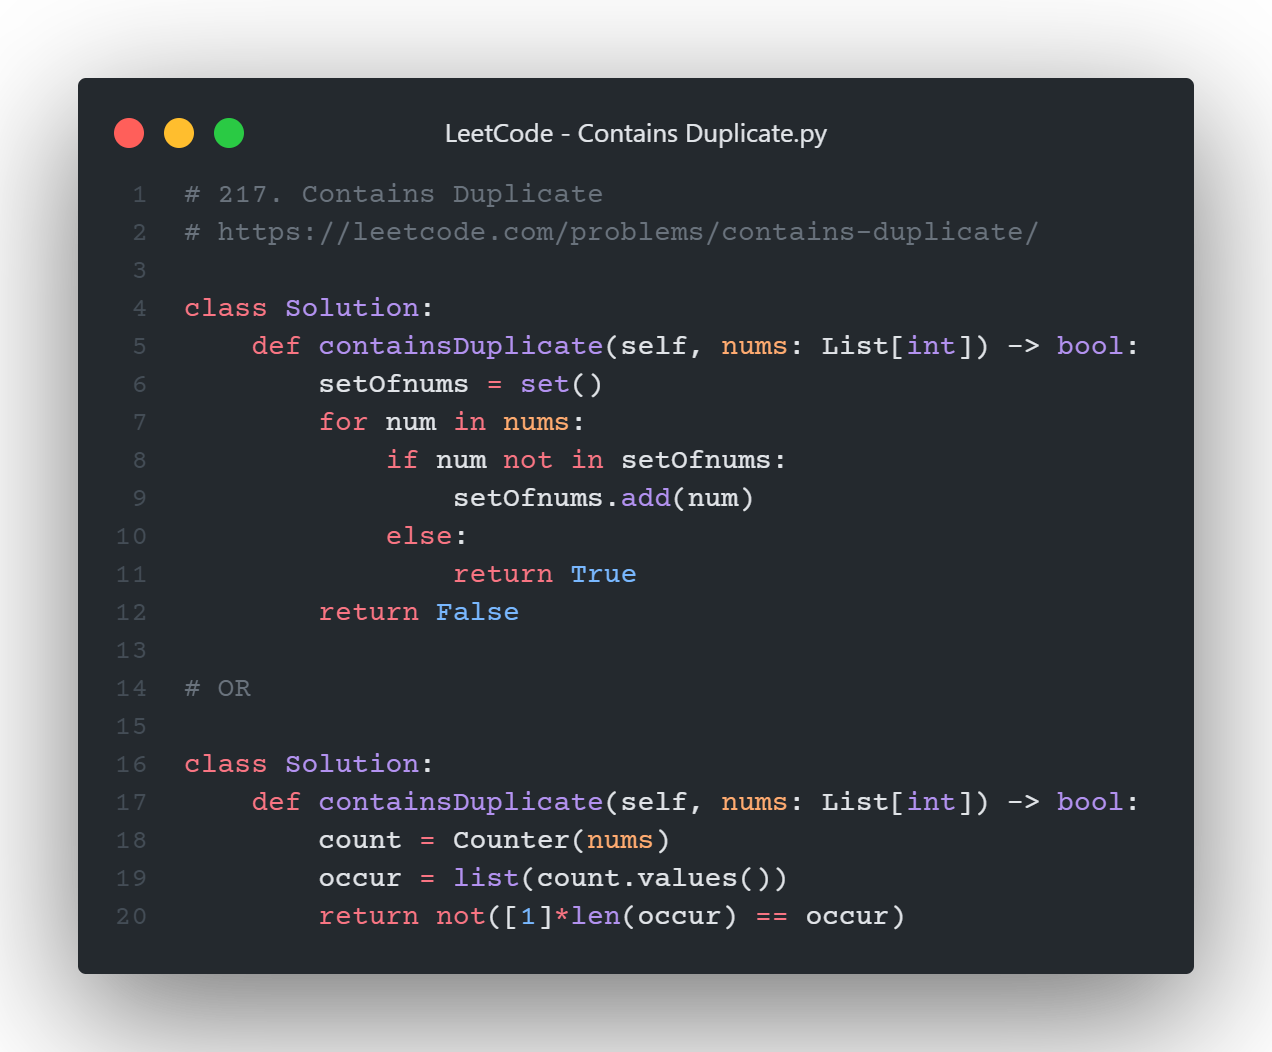 LeetCode - Contains Duplicate.py
1 # 217. Contains Duplicate
2 # https://leetcode.com/problems/contains-duplicate/
3
4 class Solution:
5     def containsDuplicate(self, nums: List[int]) -> bool:
6         setOfnums = set()
7         for num in nums:
8             if num not in setOfnums:
9                 setOfnums.add(num)
10             else:
11                 return True
12         return False
13
14 # OR
15
16 class Solution:
17     def containsDuplicate(self, nums: List[int]) -> bool:
18         count = Counter(nums)
19         occur = list(count.values())
20         return not([1]*len(occur) == occur)